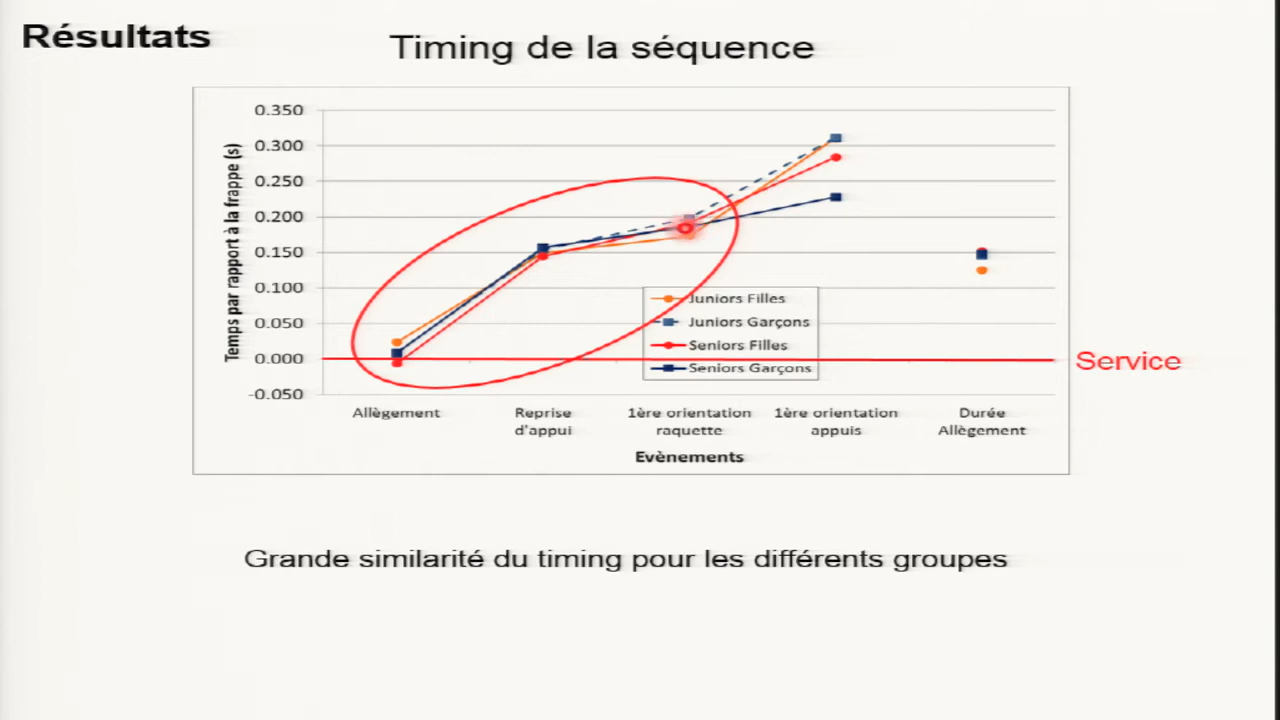 Résultats
Timing de la séquence
Temps par rapport à la frappe (s)
0.350
0.300
0.250
0.200
0.150
0.100
0.050
0.000
-0.050
Juniors Filles
Juniors Garçons
Seniors Filles
Seniors Garçons
Service
Allègement
Reprise
d'appui
1ère orientation
raquette
1ère orientation
appuis
Durée
Allègement
Evènements
Grande similarité du timing pour les différents groupes